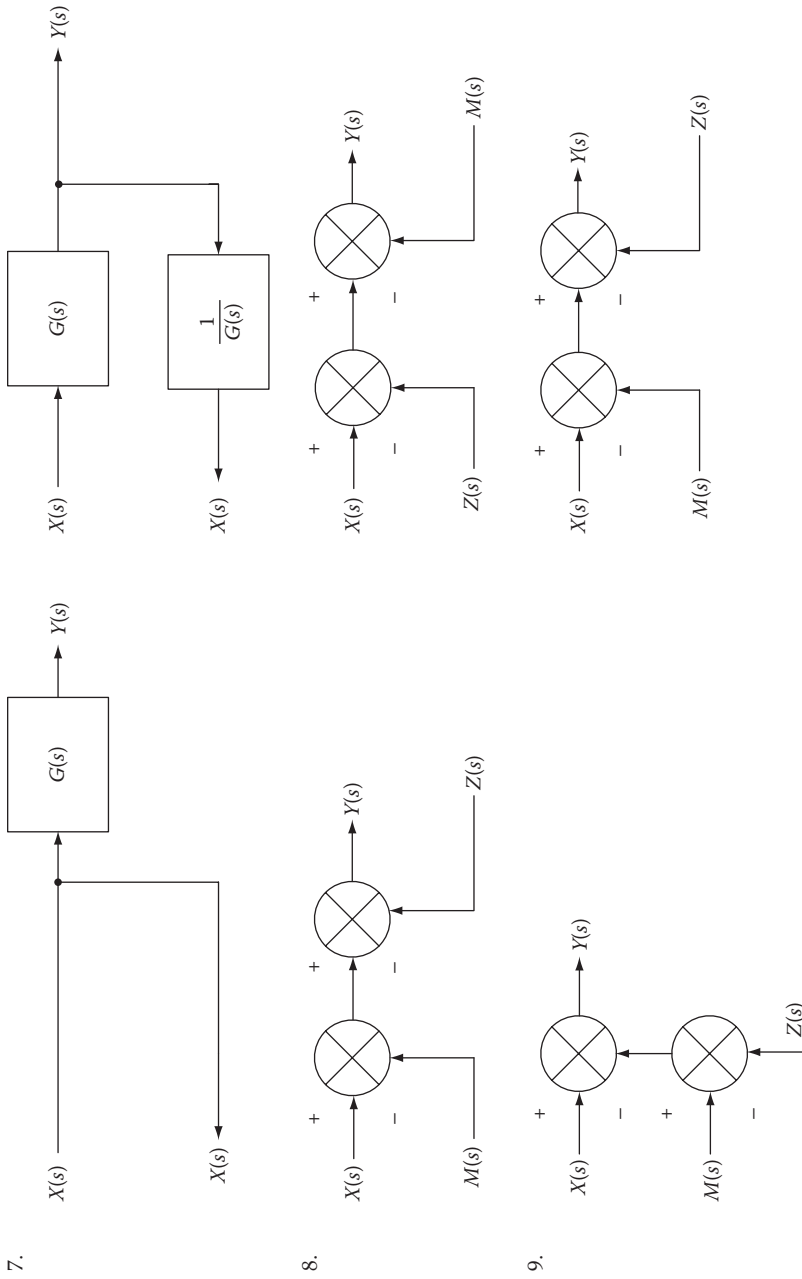 7.
X(s)
G(s)
Y(s)
X(s)
X(s)
G(s)
Y(s)
1
G(s)
X(s)
8.
X(s)
+
−
+
−
Y(s)
M(s)
Z(s)
X(s)
+
−
+
−
Y(s)
Z(s)
M(s)
9.
X(s)
+
−
Y(s)
M(s)
+
−
Z(s)
X(s)
+
−
+
−
Y(s)
M(s)
Z(s)